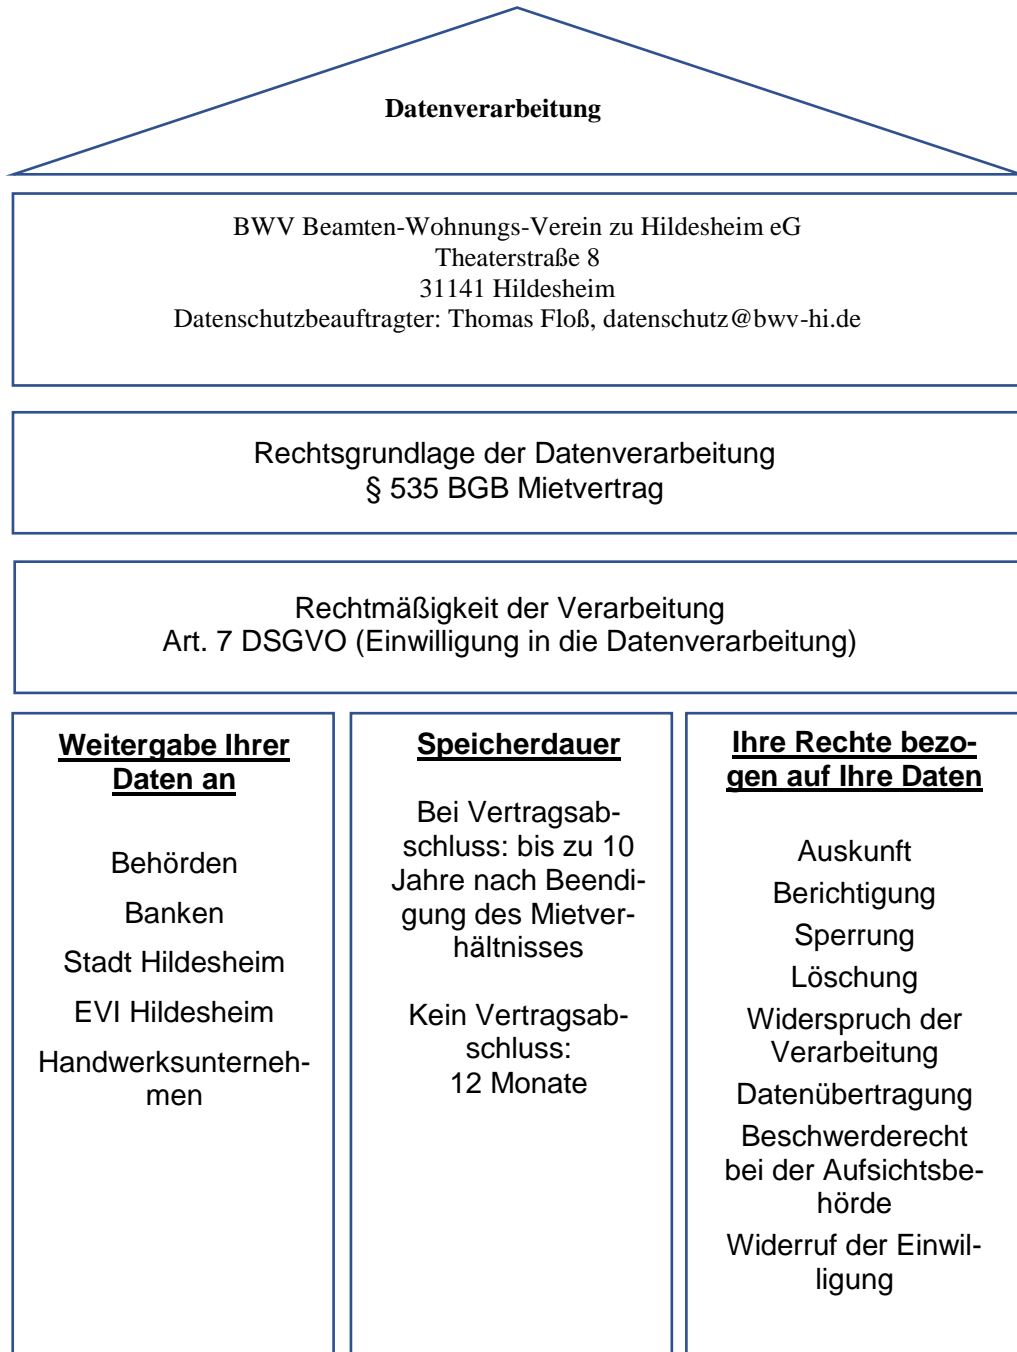 Datenverarbeitung
BWV Beamten-Wohnungs-Verein zu Hildesheim eG
Theaterstraße 8
31141 Hildesheim
Datenschutzbeauftragter: Thomas Floß, datenschutz@bwv-hi.de
Rechtsgrundlage der Datenverarbeitung
§ 535 BGB Mietvertrag
Rechtmäßigkeit der Verarbeitung
Art. 7 DSGVO (Einwilligung in die Datenverarbeitung)
Weitergabe Ihrer
Daten an
Behörden
Banken
Stadt Hildesheim
EVI Hildesheim
Handwerksunterneh-
men
Speicherdauer
Bei Vertragsab-
schluss: bis zu 10
Jahre nach Beendi-
gung des Mietver-
hältnisses
Kein Vertragsab-
schluss:
12 Monate
Ihre Rechte bezo-
gen auf Ihre Daten
Auskunft
Berichtigung
Sperrung
Löschung
Widerspruch der
Verarbeitung
Datenübertragung
Beschwerderecht
bei der Aufsichtsbe-
hörde
Widerruf der Einwil-
ligung